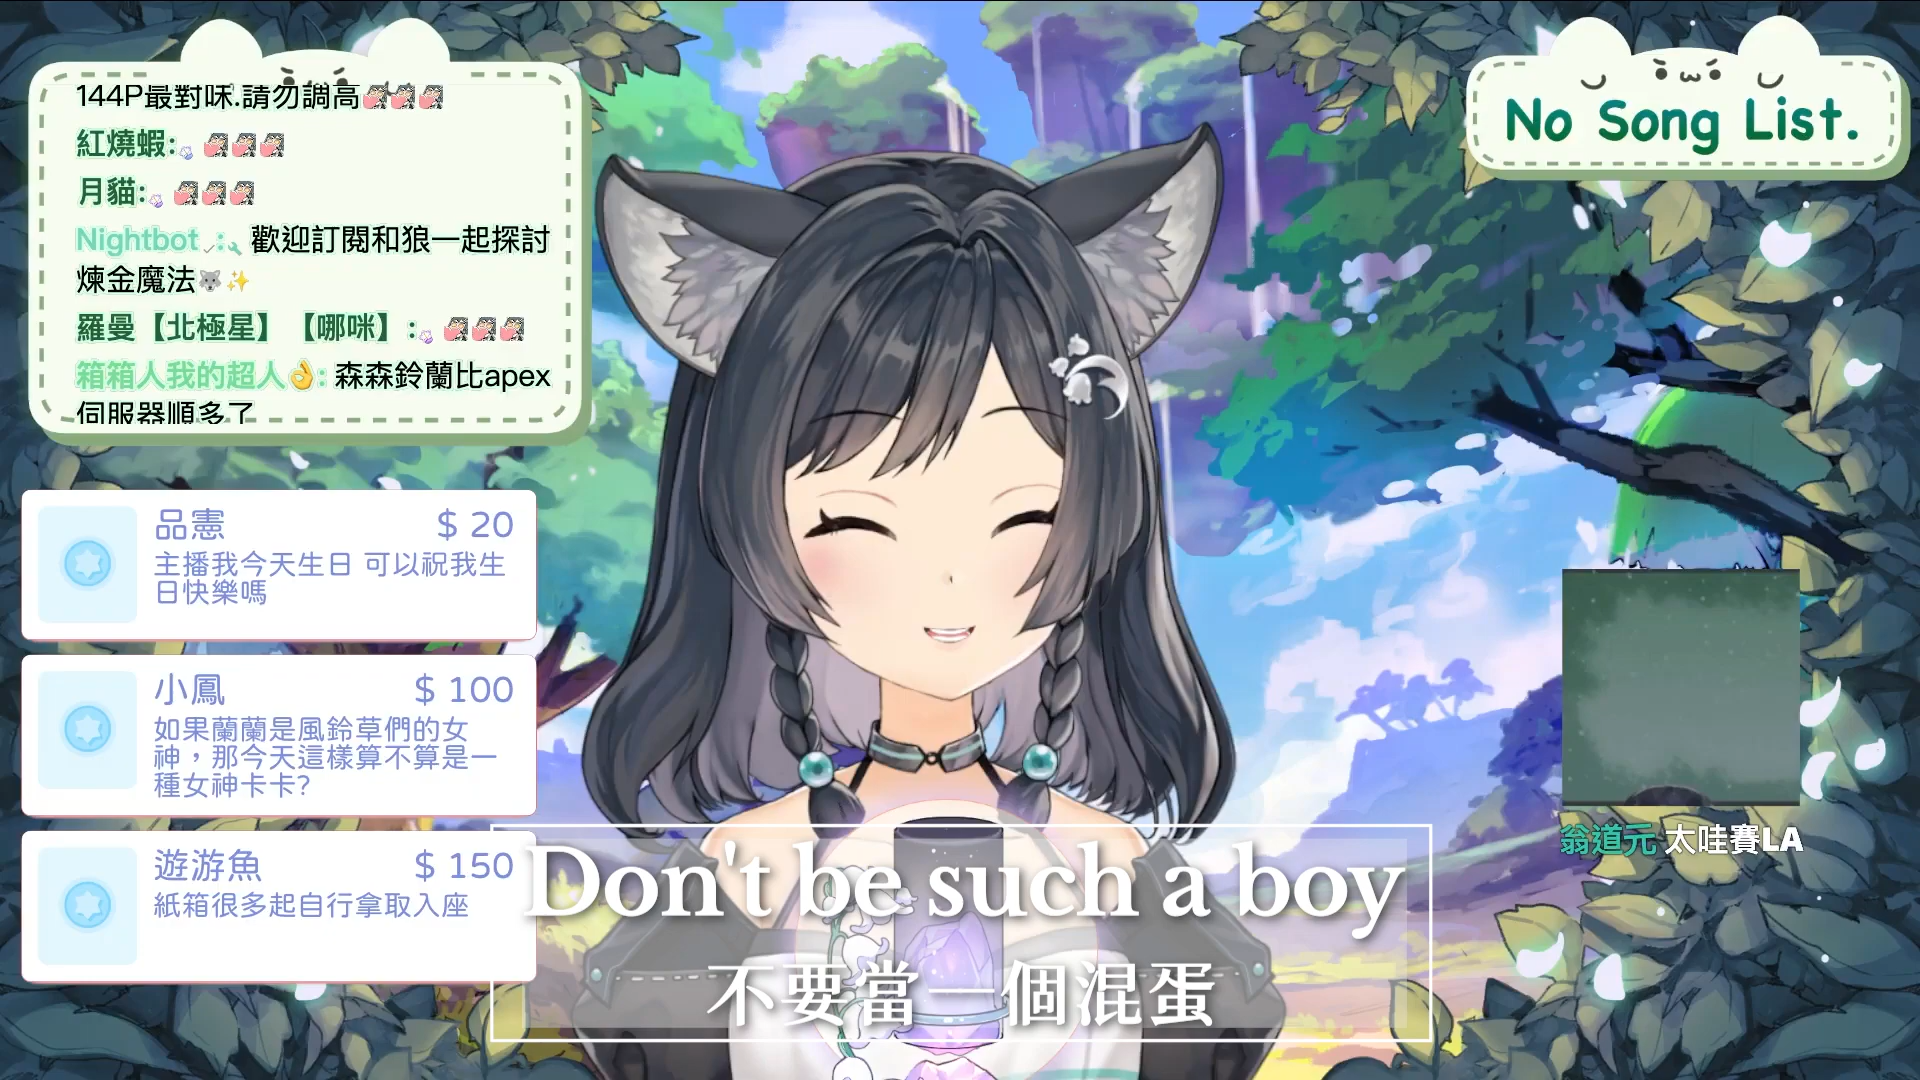 144P最對咪.請勿調高
紅燒蝦:
月貓:
Nightbot : 歡迎訂閱和狼一起探討
煉金魔法🐺✨
羅曼【北極星】【哪咪】:
箱箱人我的超人👌: 森森鈴蘭比apex
伺服器順多了
No Song List.
品憲 $ 20
主播我今天生日 可以祝我生
日快樂嗎
小鳳 $ 100
如果蘭蘭是風鈴草們的女
神，那今天這樣算不算是一
種女神卡卡?
遊游魚 $ 150
紙箱很多起自行拿取入座
翁道元 太哇賽LA
Don't be such a boy
不要當一個混蛋